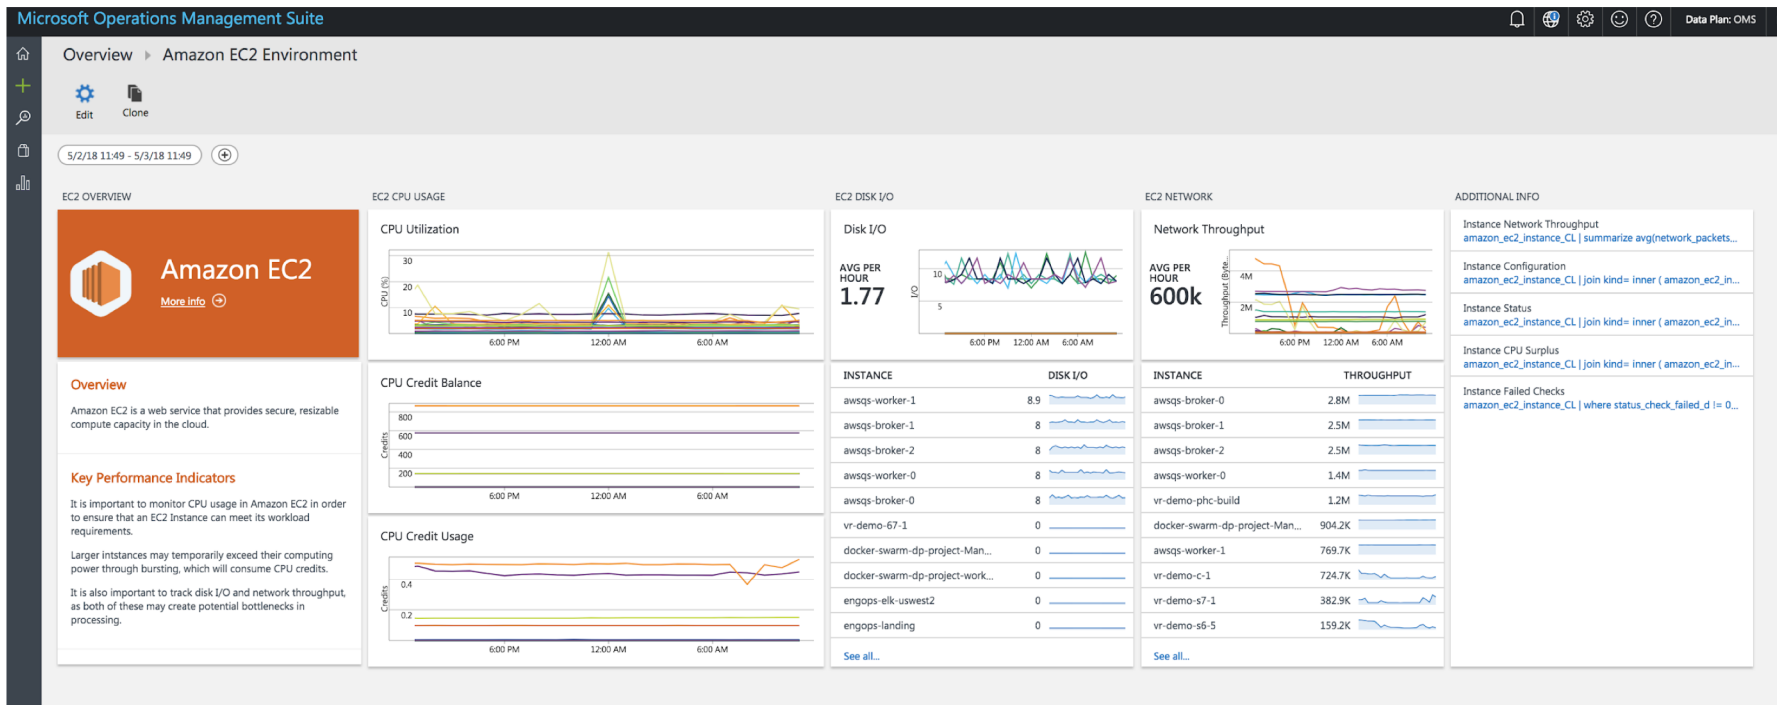 Microsoft Operations Management Suite
Data Plan: OMS
Overview Amazon EC2 Environment
Edit
Clone
5/2/18 11:49 - 5/3/18 11:49
EC2 OVERVIEW
Amazon EC2
More info
Overview
Amazon EC2 is a web service that provides secure, resizable
compute capacity in the cloud.
Key Performance Indicators
It is important to monitor CPU usage in Amazon EC2 in order
to ensure that an EC2 Instance can meet its workload
requirements.
Larger intstances may temporarily exceed their computing
power through bursting, which will consume CPU credits.
It is also important to track disk I/O and network throughput,
as both of these may create potential bottlenecks in
processing.
EC2 CPU USAGE
CPU Utilization
CPU (%)
30
20
10
6:00 PM 12:00 AM 6:00 AM
CPU Credit Balance
Credits
800
600
400
200
6:00 PM 12:00 AM 6:00 AM
CPU Credit Usage
Credits
0.4
0.2
6:00 PM 12:00 AM 6:00 AM
EC2 DISK I/O
Disk I/O
AVG PER
HOUR
1.77
I/O
10
5
6:00 PM 12:00 AM 6:00 AM
INSTANCE DISK I/O
awsqs-worker-1 8.9
awsqs-broker-1 8
awsqs-broker-2 8
awsqs-worker-0 8
awsqs-broker-0 8
vr-demo-67-1 0
docker-swarm-dp-project-Man... 0
docker-swarm-dp-project-work... 0
engops-elk-uswest2 0
engops-landing 0
See all...
EC2 NETWORK
Network Throughput
AVG PER
HOUR
600k
Throughput (Byte...
4M
2M
6:00 PM 12:00 AM 6:00 AM
INSTANCE THROUGHPUT
awsqs-broker-0 2.8M
awsqs-broker-1 2.5M
awsqs-broker-2 2.5M
awsqs-worker-0 1.4M
vr-demo-phc-build 1.2M
docker-swarm-dp-project-Man... 904.2K
awsqs-worker-1 769.7K
vr-demo-c-1 724.7K
vr-demo-s7-1 382.9K
vr-demo-s6-5 159.2K
See all...
ADDITIONAL INFO
Instance Network Throughput
amazon_ec2_instance_CL | summarize avg(network_packets...
Instance Configuration
amazon_ec2_instance_CL | join kind= inner ( amazon_ec2_in...
Instance Status
amazon_ec2_instance_CL | join kind= inner ( amazon_ec2_in...
Instance CPU Surplus
amazon_ec2_instance_CL | join kind= inner ( amazon_ec2_in...
Instance Failed Checks
amazon_ec2_instance_CL | where status_check_failed_d != 0...